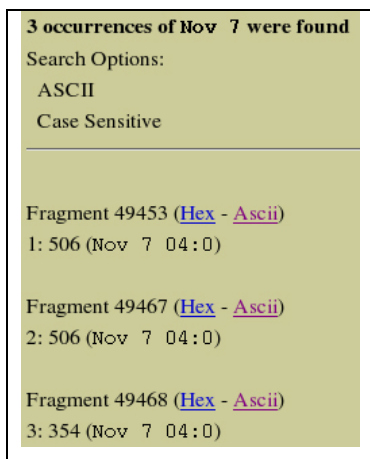 3 occurrences of Nov 7 were found
Search Options:
ASCII
Case Sensitive
Fragment 49453 (Hex - Ascii)
1: 506 (Nov 7 04:0)
Fragment 49467 (Hex - Ascii)
2: 506 (Nov 7 04:0)
Fragment 49468 (Hex - Ascii)
3: 354 (Nov 7 04:0)